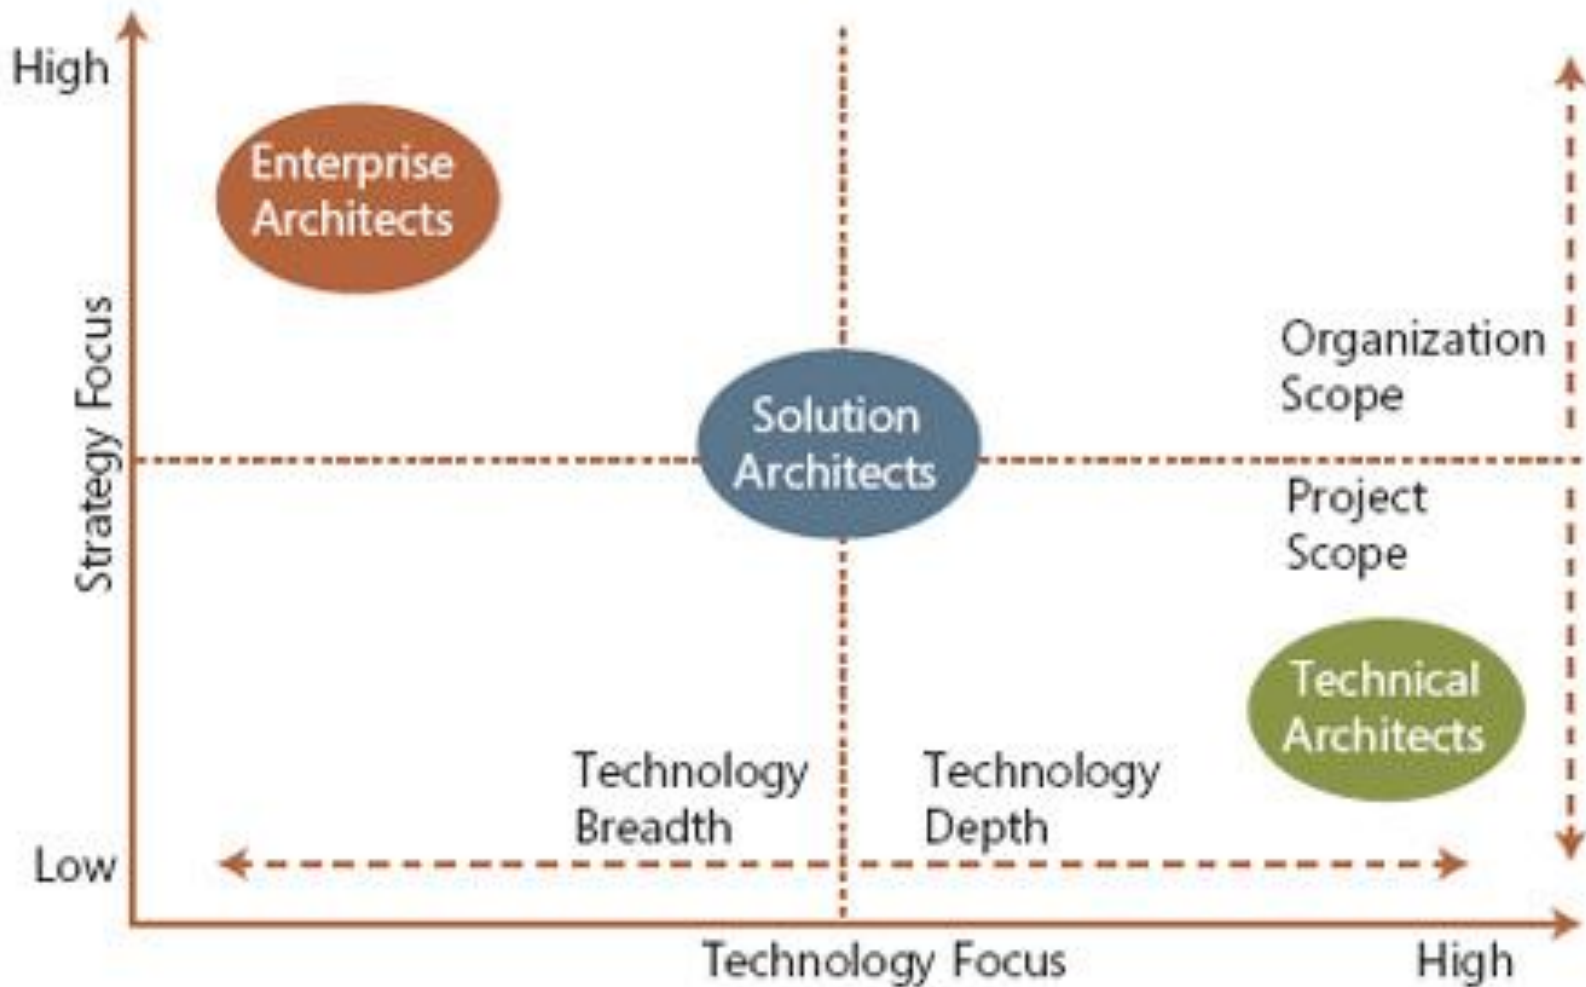 High
Enterprise
Architects
Strategy Focus
Organization
Scope
Solution
Architects
Project
Scope
Technical
Architects
Technology
Breadth
Technology
Depth
Low
Technology Focus
High